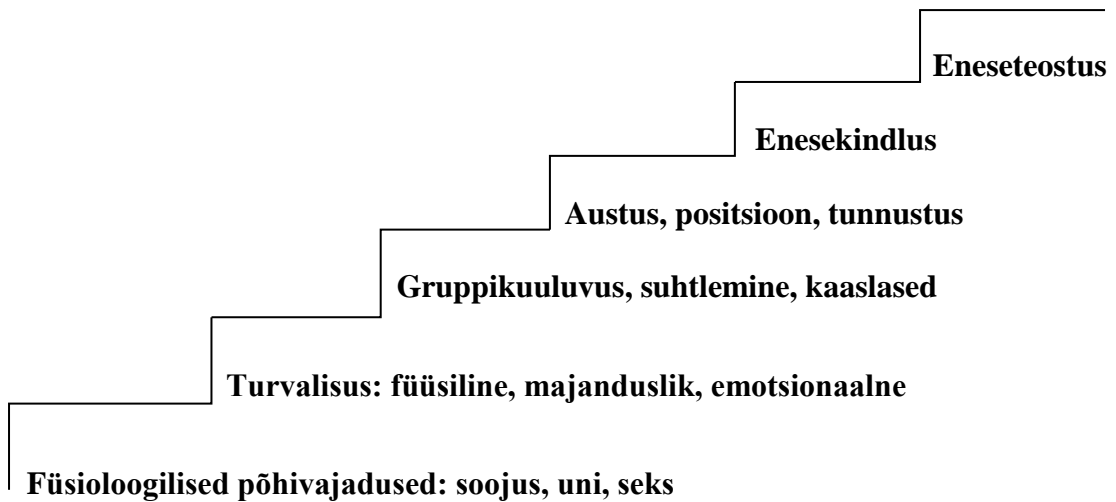 Eneseteostus
Enesekindlus
Austus, positsioon, tunnustus
Gruppikuuluvus, suhtlemine, kaaslased
Turvalisus: füüsiline, majanduslik, emotsionaalne
Füsioloogilised põhivajadused: soojus, uni, seks